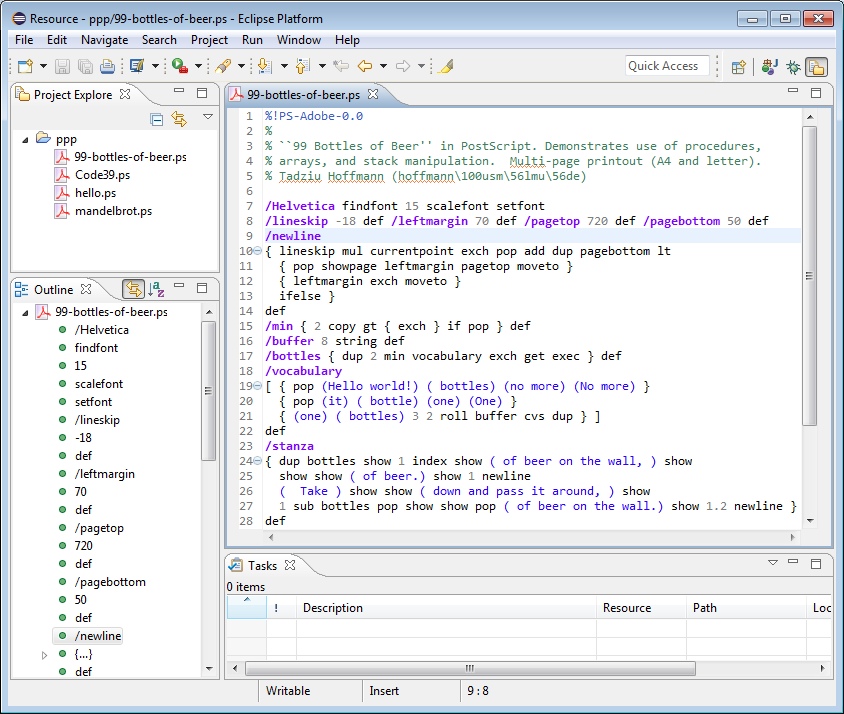 Resource - ppp/99-bottles-of-beer.ps - Eclipse Platform
File Edit Navigate Search Project Run Window Help
Quick Access
Project Explore
ppp
99-bottles-of-beer.ps
Code39.ps
hello.ps
mandelbrot.ps
Outline
99-bottles-of-beer.ps
/Helvetica
findfont
15
scalefont
setfont
/lineskip
-18
def
/leftmargin
70
def
/pagetop
720
def
/pagebottom
50
def
/newline
{...}
def
99-bottles-of-beer.ps
1 %!PS-Adobe-0.0
2 %
3 % ``99 Bottles of Beer'' in PostScript. Demonstrates use of procedures,
4 % arrays, and stack manipulation.  Multi-page printout (A4 and letter).
5 % Tadziu Hoffmann (hoffmann\100usm\56lmu\56de)
6
7 /Helvetica findfont 15 scalefont setfont
8 /lineskip -18 def /leftmargin 70 def /pagetop 720 def /pagebottom 50 def
9 /newline
10 { lineskip mul currentpoint exch pop add dup pagebottom lt
11   { pop showpage leftmargin pagetop moveto }
12   { leftmargin exch moveto }
13   ifelse }
14 def
15 /min { 2 copy gt { exch } if pop } def
16 /buffer 8 string def
17 /bottles { dup 2 min vocabulary exch get exec } def
18 /vocabulary
19 [ { pop (Hello world!) ( bottles) (no more) (No more) }
20   { pop (it) ( bottle) (one) (One) }
21   { (one) ( bottles) 3 2 roll buffer cvs dup } ]
22 def
23 /stanza
24 { dup bottles show 1 index show ( of beer on the wall, ) show
25   show show ( of beer.) show 1 newline
26   (  Take ) show show ( down and pass it around, ) show
27   1 sub bottles pop show show pop ( of beer on the wall.) show 1.2 newline }
28 def
Tasks
0 items
! Description Resource Path Loc
Writable Insert 9 : 8